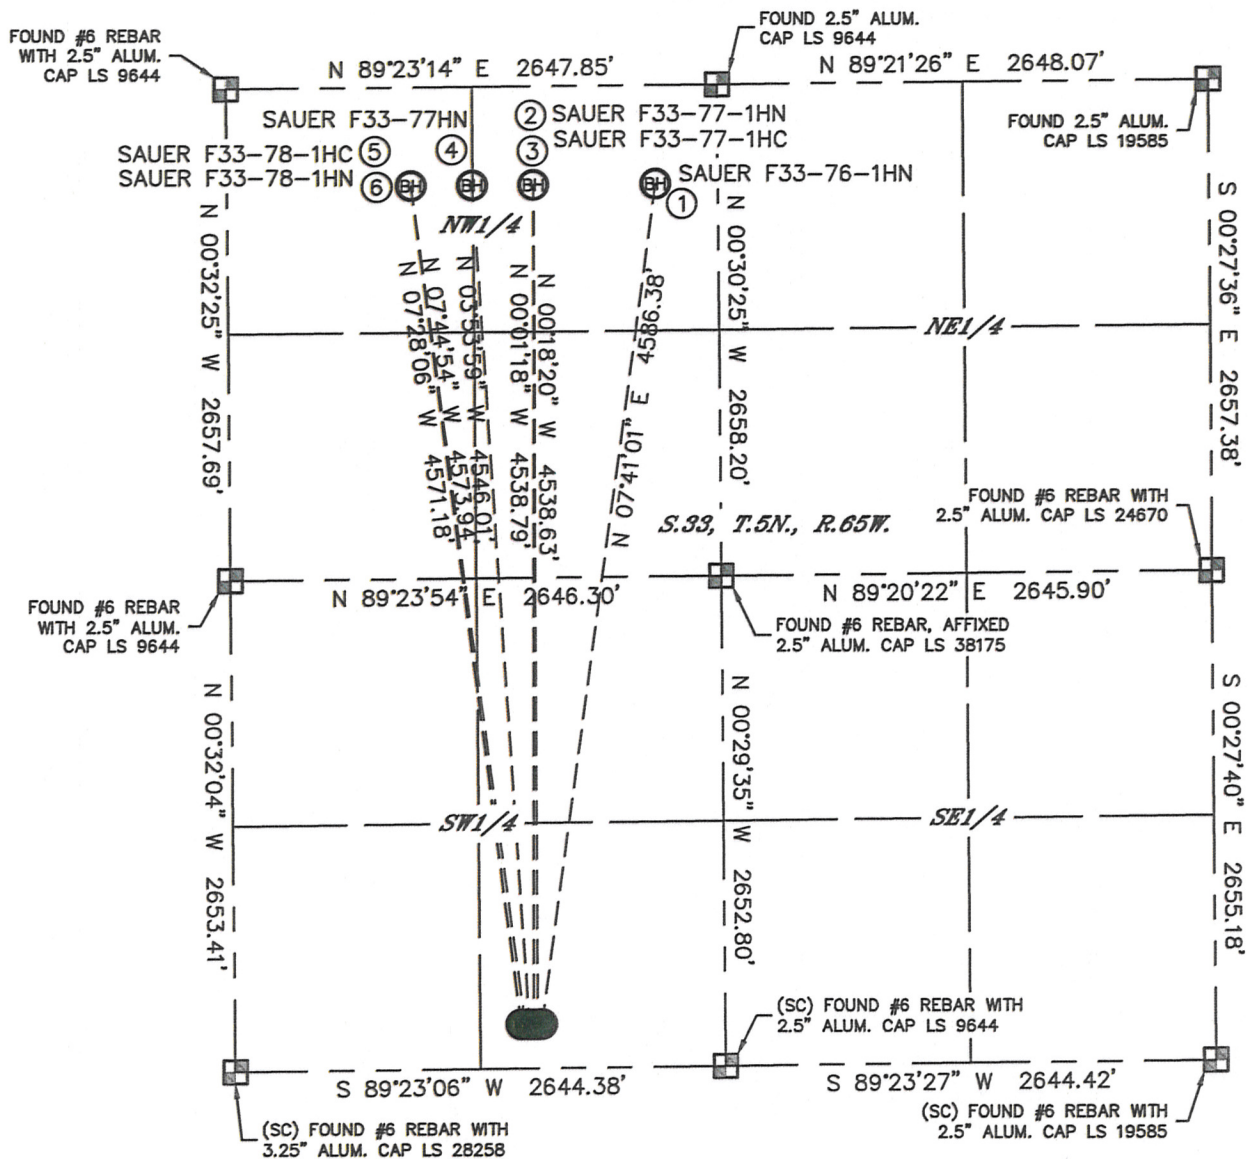 FOUND #6 REBAR
WITH 2.5" ALUM.
CAP LS 9644
FOUND 2.5" ALUM.
CAP LS 9644
N 89°23'14" E 2647.85'
N 89°21'26" E 2648.07'
FOUND 2.5" ALUM.
CAP LS 19585
SAUER F33-77HN
② SAUER F33-77-1HN
SAUER F33-78-1HC ⑤
④
③ SAUER F33-77-1HC
SAUER F33-78-1HN ⑥
BH
BH
BH
BH
SAUER F33-76-1HN
①
NW1/4
N 00°32'25" W 2657.69'
N 07°28'06" W 4571.18'
N 07°44'54" W 4573.94'
N 03°53'59" W 4546.01'
N 00°01'18" W 4538.79'
N 00°18'20" W 4538.63'
N 07°41'01" E 4586.38'
N 00°30'25" W 2658.20'
NE1/4
S 00°27'36" E 2657.38'
S.33, T.5N., R.65W.
FOUND #6 REBAR WITH
2.5" ALUM. CAP LS 24670
N 89°23'54" E 2646.30'
N 89°20'22" E 2645.90'
FOUND #6 REBAR
WITH 2.5" ALUM.
CAP LS 9644
FOUND #6 REBAR, AFFIXED
2.5" ALUM. CAP LS 38175
N 00°32'04" W 2653.41'
SW1/4
N 00°29'35" W 2652.80'
SE1/4
S 00°27'40" E 2655.18'
(SC) FOUND #6 REBAR WITH
2.5" ALUM. CAP LS 9644
S 89°23'06" W 2644.38'
S 89°23'27" W 2644.42'
(SC) FOUND #6 REBAR WITH
3.25" ALUM. CAP LS 28258
(SC) FOUND #6 REBAR WITH
2.5" ALUM. CAP LS 19585